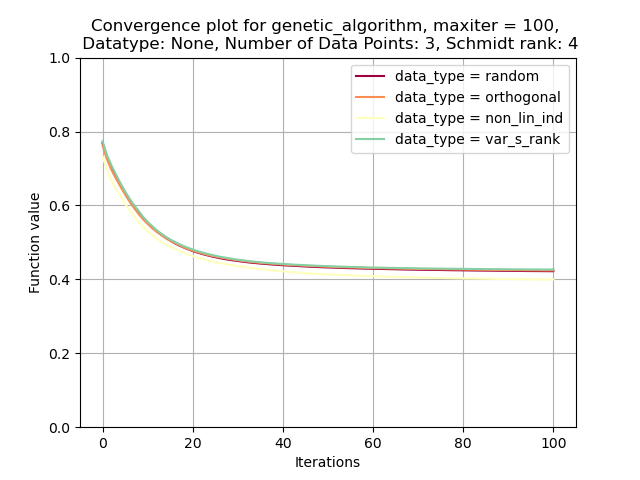 Convergence plot for genetic_algorithm, maxiter = 100,
Datatype: None, Number of Data Points: 3, Schmidt rank: 4
data_type = random
data_type = orthogonal
data_type = non_lin_ind
data_type = var_s_rank
Function value
1.0
0.8
0.6
0.4
0.2
0.0
0 20 40 60 80 100
Iterations